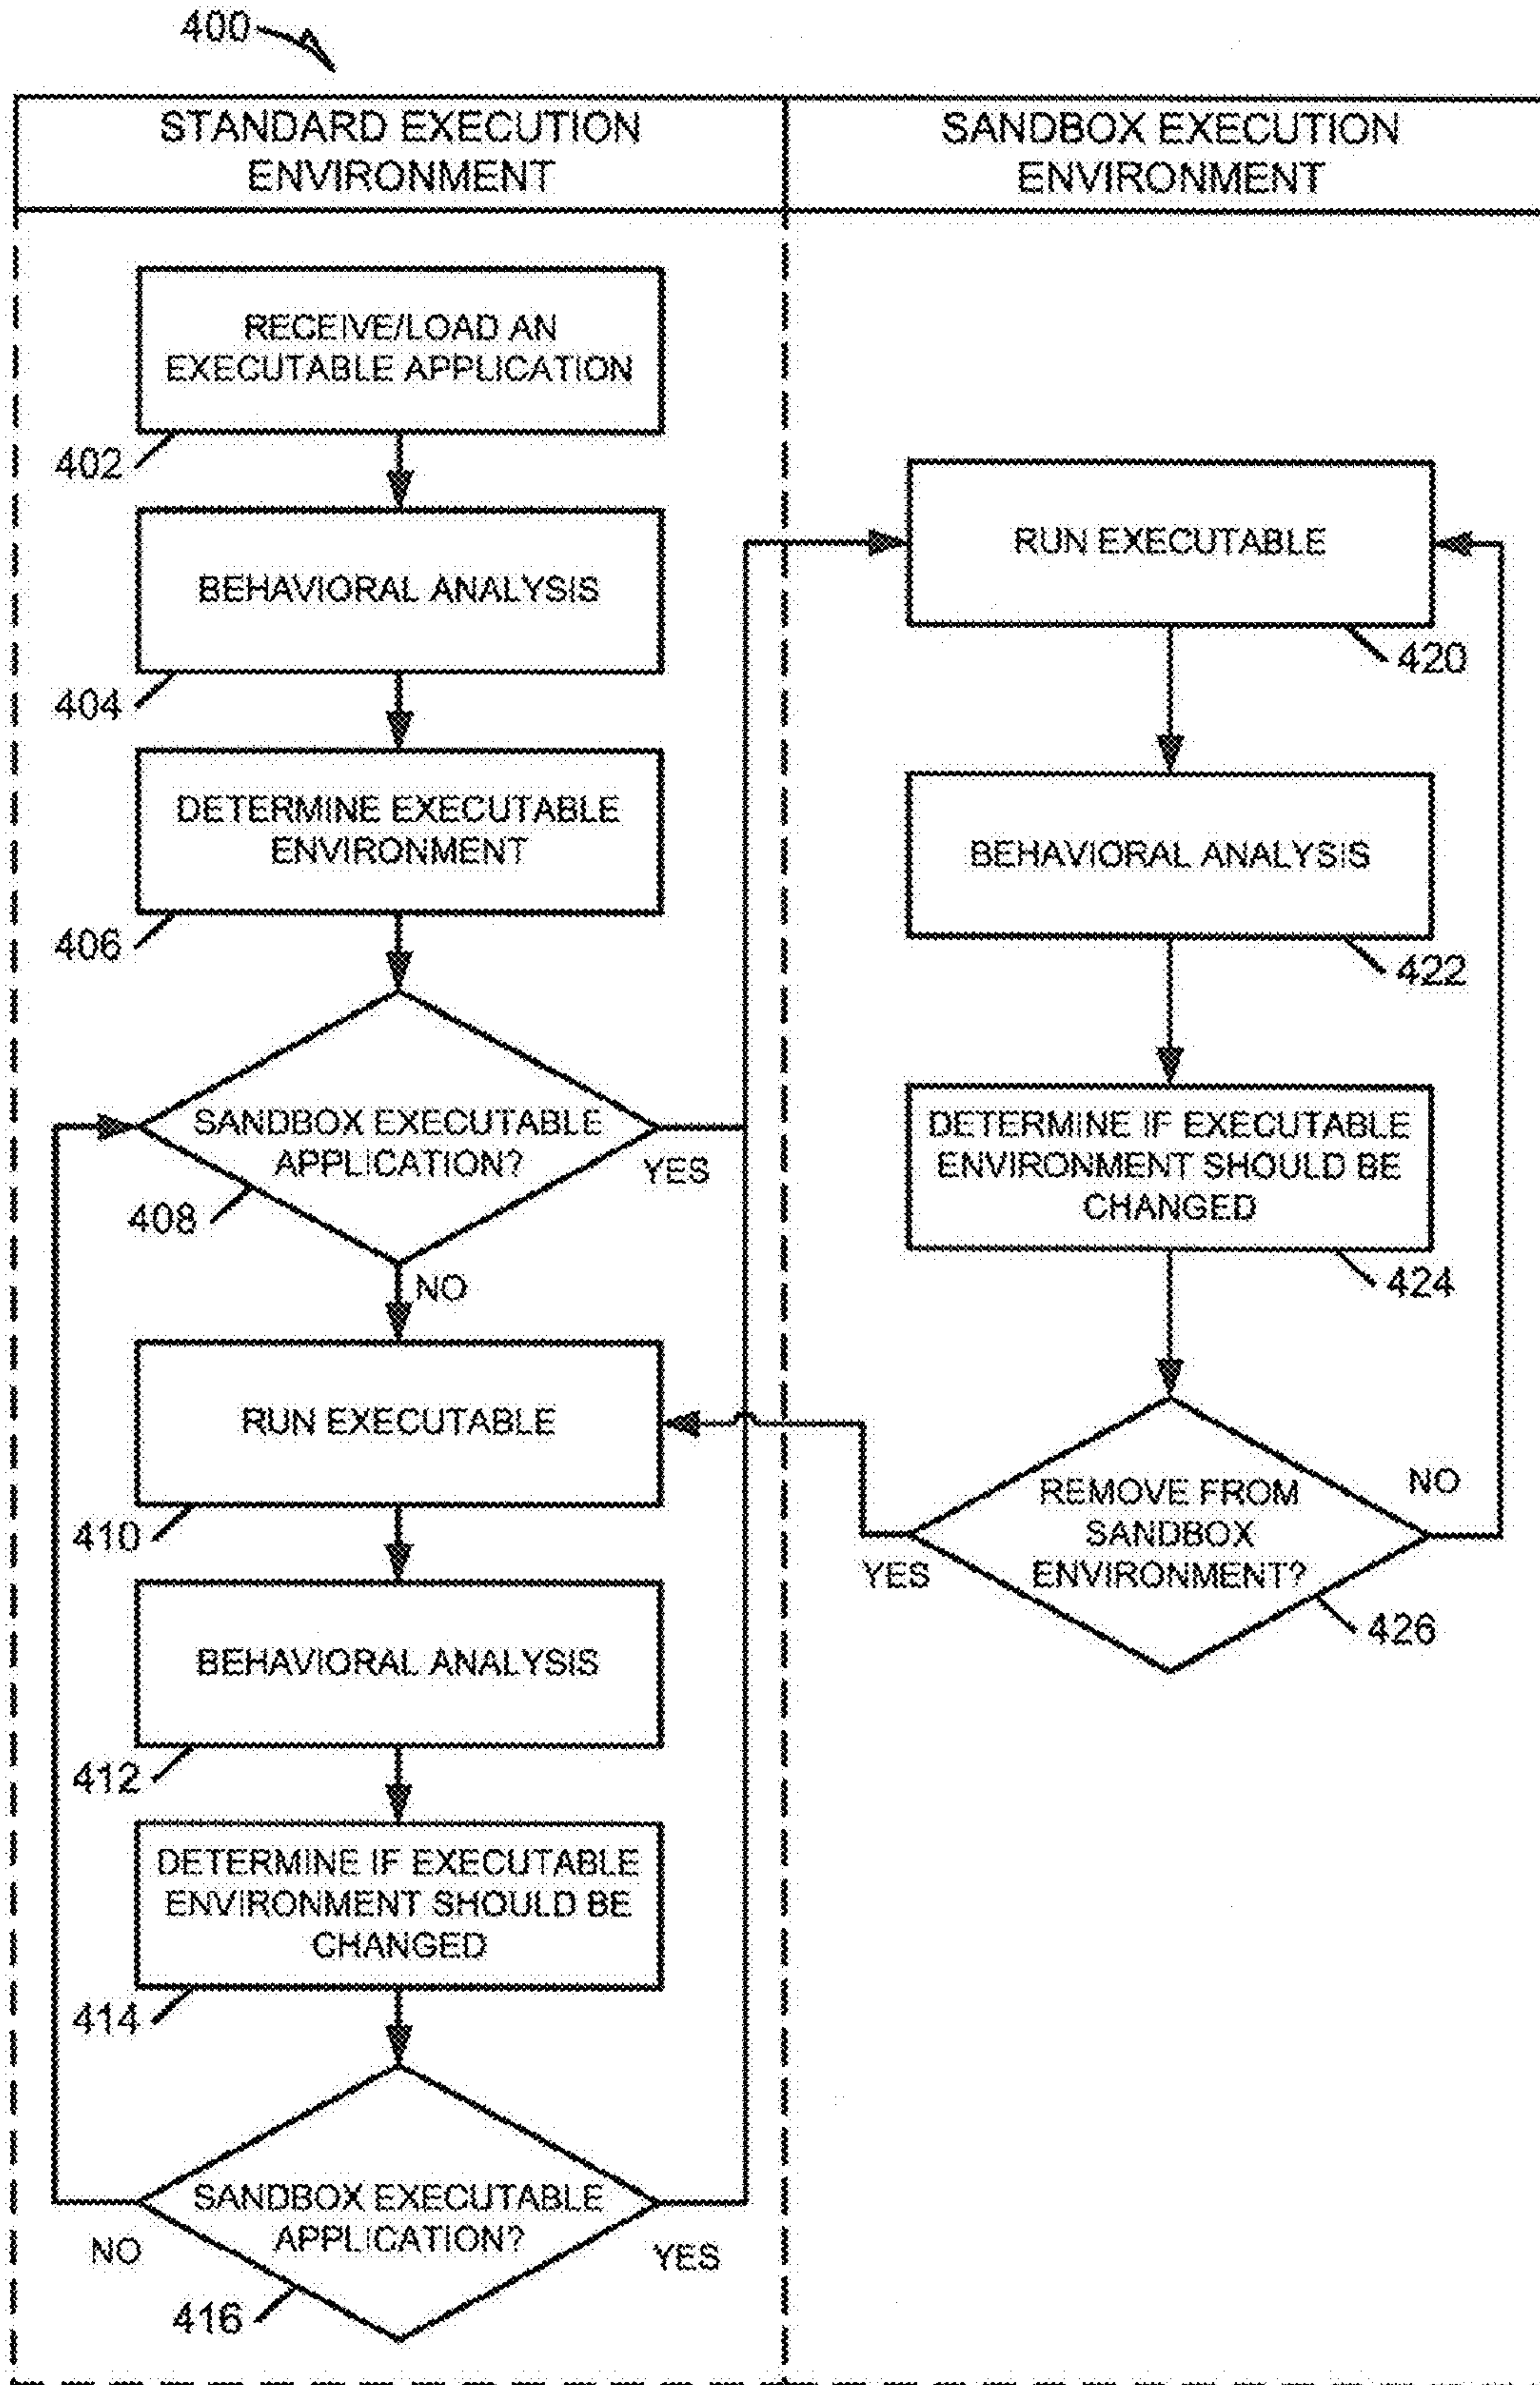 400
STANDARD EXECUTION
ENVIRONMENT
SANDBOX EXECUTION
ENVIRONMENT
RECEIVE/LOAD AN
EXECUTABLE APPLICATION
402
BEHAVIORAL ANALYSIS
404
DETERMINE EXECUTABLE
ENVIRONMENT
406
SANDBOX EXECUTABLE
APPLICATION?
YES
408
NO
RUN EXECUTABLE
410
BEHAVIORAL ANALYSIS
412
DETERMINE IF EXECUTABLE
ENVIRONMENT SHOULD BE
CHANGED
414
SANDBOX EXECUTABLE
APPLICATION?
NO
YES
416
RUN EXECUTABLE
420
BEHAVIORAL ANALYSIS
422
DETERMINE IF EXECUTABLE
ENVIRONMENT SHOULD BE
CHANGED
424
REMOVE FROM
SANDBOX
ENVIRONMENT?
NO
YES
426